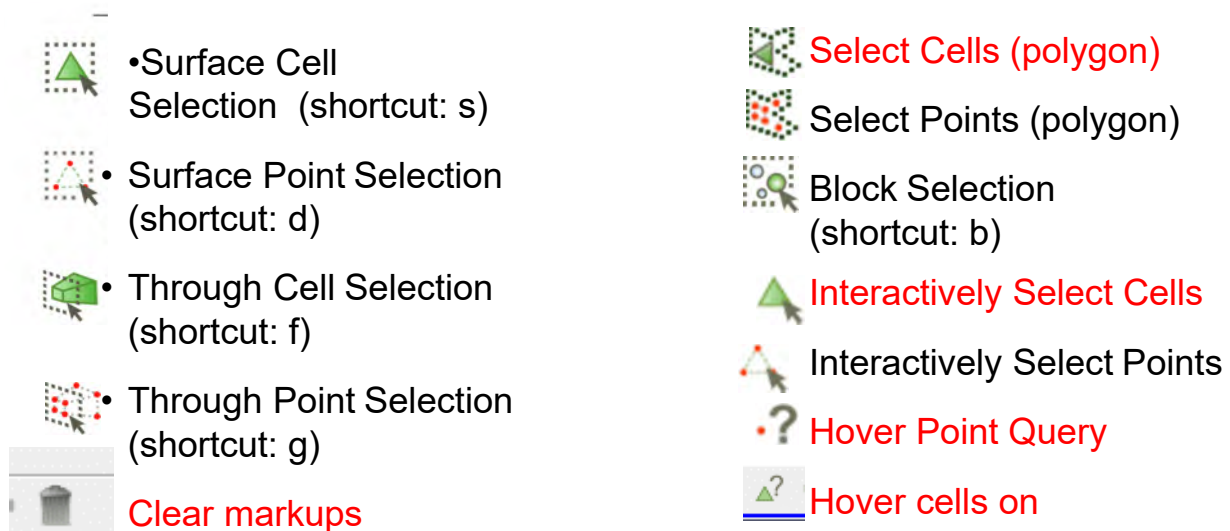 •Surface Cell
Selection (shortcut: s)
• Surface Point Selection
(shortcut: d)
• Through Cell Selection
(shortcut: f)
• Through Point Selection
(shortcut: g)
Clear markups
Select Cells (polygon)
Select Points (polygon)
Block Selection
(shortcut: b)
Interactively Select Cells
Interactively Select Points
? Hover Point Query
? Hover cells on